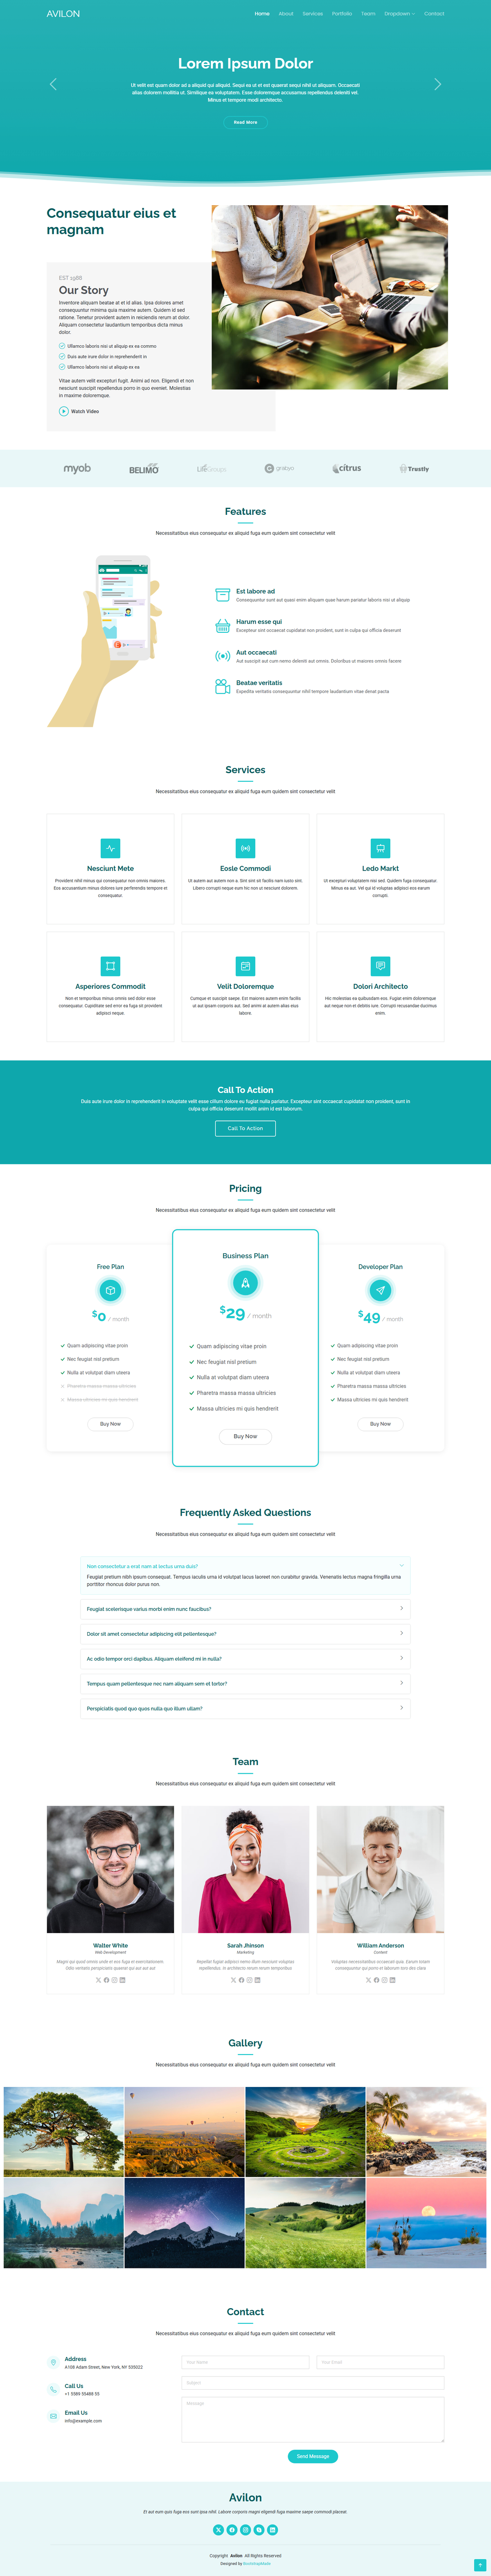 AVILON
Home About Services Portfolio Team Dropdown Contact
Lorem Ipsum Dolor
Ut velit est quam dolor ad a aliquid qui aliquid. Sequi ea ut et est quaerat sequi nihil ut aliquam. Occaecati
alias dolorem mollitia ut. Similique ea voluptatem. Esse doloremque accusamus repellendus deleniti vel.
Minus et tempore modi architecto.
Read More
Consequatur eius et
magnam
EST 1988
Our Story
Inventore aliquam beatae at et id alias. Ipsa dolores amet
consequuntur minima quia maxime autem. Quidem id sed
ratione. Tenetur provident autem in reiciendis rerum at dolor.
Aliquam consectetur laudantium temporibus dicta minus
dolor.
Ullamco laboris nisi ut aliquip ex ea commo
Duis aute irure dolor in reprehenderit in
Ullamco laboris nisi ut aliquip ex ea
Vitae autem velit excepturi fugit. Animi ad non. Eligendi et non
nesciunt suscipit repellendus porro in quo eveniet. Molestias
in maxime doloremque.
Watch Video
myob BELIMO LifeGroups grabyo citrus Trustly
Features
Necessitatibus eius consequatur ex aliquid fuga eum quidem sint consectetur velit
Est labore ad
Consequuntur sunt aut quasi enim aliquam quae harum pariatur laboris nisi ut aliquip
Harum esse qui
Excepteur sint occaecat cupidatat non proident, sunt in culpa qui officia deserunt
Aut occaecati
Aut suscipit aut cum nemo deleniti aut omnis. Doloribus ut maiores omnis facere
Beatae veritatis
Expedita veritatis consequuntur nihil tempore laudantium vitae denat pacta
Services
Necessitatibus eius consequatur ex aliquid fuga eum quidem sint consectetur velit
Nesciunt Mete
Provident nihil minus qui consequatur non omnis maiores.
Eos accusantium minus dolores iure perferendis tempore et
consequatur.
Eosle Commodi
Ut autem aut autem non a. Sint sint sit facilis nam iusto sint.
Libero corrupti neque eum hic non ut nesciunt dolorem.
Ledo Markt
Ut excepturi voluptatem nisi sed. Quidem fuga consequatur.
Minus ea aut. Vel qui id voluptas adipisci eos earum
corrupti.
Asperiores Commodit
Non et temporibus minus omnis sed dolor esse
consequatur. Cupiditate sed error ea fuga sit provident
adipisci neque.
Velit Doloremque
Cumque et suscipit saepe. Est maiores autem enim facilis
ut aut ipsam corporis aut. Sed animi at autem alias eius
labore.
Dolori Architecto
Hic molestias ea quibusdam eos. Fugiat enim doloremque
aut neque non et debitis iure. Corrupti recusandae ducimus
enim.
Call To Action
Duis aute irure dolor in reprehenderit in voluptate velit esse cillum dolore eu fugiat nulla pariatur. Excepteur sint occaecat cupidatat non proident, sunt in
culpa qui officia deserunt mollit anim id est laborum.
Call To Action
Pricing
Necessitatibus eius consequatur ex aliquid fuga eum quidem sint consectetur velit
Free Plan
$0 / month
Quam adipiscing vitae proin
Nec feugiat nisl pretium
Nulla at volutpat diam uteera
Pharetra massa massa ultricies
Massa ultricies mi quis hendrerit
Buy Now
Business Plan
$29 / month
Quam adipiscing vitae proin
Nec feugiat nisl pretium
Nulla at volutpat diam uteera
Pharetra massa massa ultricies
Massa ultricies mi quis hendrerit
Buy Now
Developer Plan
$49 / month
Quam adipiscing vitae proin
Nec feugiat nisl pretium
Nulla at volutpat diam uteera
Pharetra massa massa ultricies
Massa ultricies mi quis hendrerit
Buy Now
Frequently Asked Questions
Necessitatibus eius consequatur ex aliquid fuga eum quidem sint consectetur velit
Non consectetur a erat nam at lectus urna duis?
Feugiat pretium nibh ipsum consequat. Tempus iaculis urna id volutpat lacus laoreet non curabitur gravida. Venenatis lectus magna fringilla urna
porttitor rhoncus dolor purus non.
Feugiat scelerisque varius morbi enim nunc faucibus?
Dolor sit amet consectetur adipiscing elit pellentesque?
Ac odio tempor orci dapibus. Aliquam eleifend mi in nulla?
Tempus quam pellentesque nec nam aliquam sem et tortor?
Perspiciatis quod quo quos nulla quo illum ullam?
Team
Necessitatibus eius consequatur ex aliquid fuga eum quidem sint consectetur velit
Walter White
Web Development
Magni qui quod omnis unde et eos fuga et exercitationem.
Odio veritatis perspiciatis quaerat qui aut aut aut
Sarah Jhinson
Marketing
Repellat fugiat adipisci nemo illum nesciunt voluptas
repellendus. In architecto rerum rerum temporibus
William Anderson
Content
Voluptas necessitatibus occaecati quia. Earum totam
consequuntur qui porro et laborum toro des clara
Gallery
Necessitatibus eius consequatur ex aliquid fuga eum quidem sint consectetur velit
Contact
Necessitatibus eius consequatur ex aliquid fuga eum quidem sint consectetur velit
Address
A108 Adam Street, New York, NY 535022
Call Us
+1 5589 55488 55
Email Us
info@example.com
Your Name
Your Email
Subject
Message
Send Message
Avilon
Et aut eum quis fuga eos sunt ipsa nihil. Labore corporis magni eligendi fuga maxime saepe commodi placeat.
Copyright Avilon All Rights Reserved
Designed by BootstrapMade